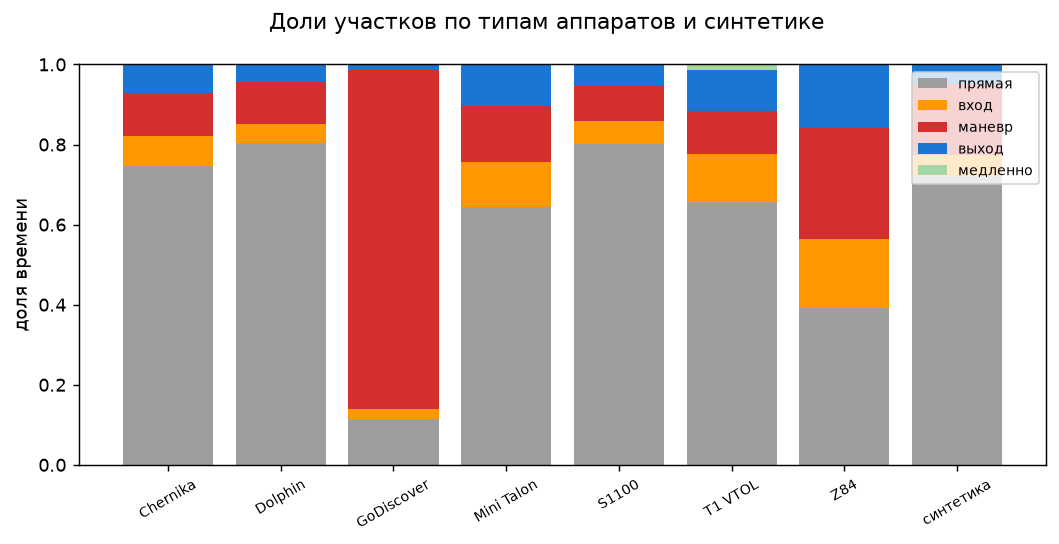 Доли участков по типам аппаратов и синтетике
доля времени
1.0
0.8
0.6
0.4
0.2
0.0
прямая
вход
маневр
выход
медленно
Chernika
Dolphin
GoDiscover
Mini Talon
S1100
T1 VTOL
Z84
синтетика